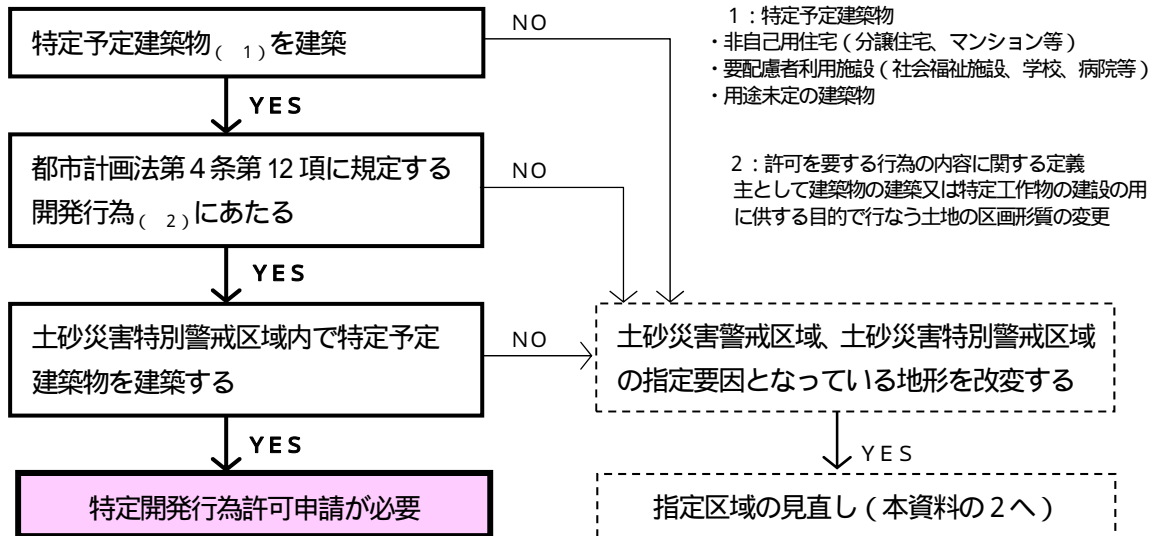 特定予定建築物( 1)を建築
NO
YES
都市計画法第4条第12項に規定する
開発行為( 2)にあたる
NO
YES
土砂災害特別警戒区域内で特定予定
建築物を建築する
NO
YES
特定開発行為許可申請が必要
1:特定予定建築物
・非自己用住宅(分譲住宅、マンション等)
・要配慮者利用施設(社会福祉施設、学校、病院等)
・用途未定の建築物
2:許可を要する行為の内容に関する定義
主として建築物の建築又は特定工作物の建設の用
に供する目的で行なう土地の区画形質の変更
土砂災害警戒区域、土砂災害特別警戒区域
の指定要因となっている地形を改変する
YES
指定区域の見直し(本資料の2へ)